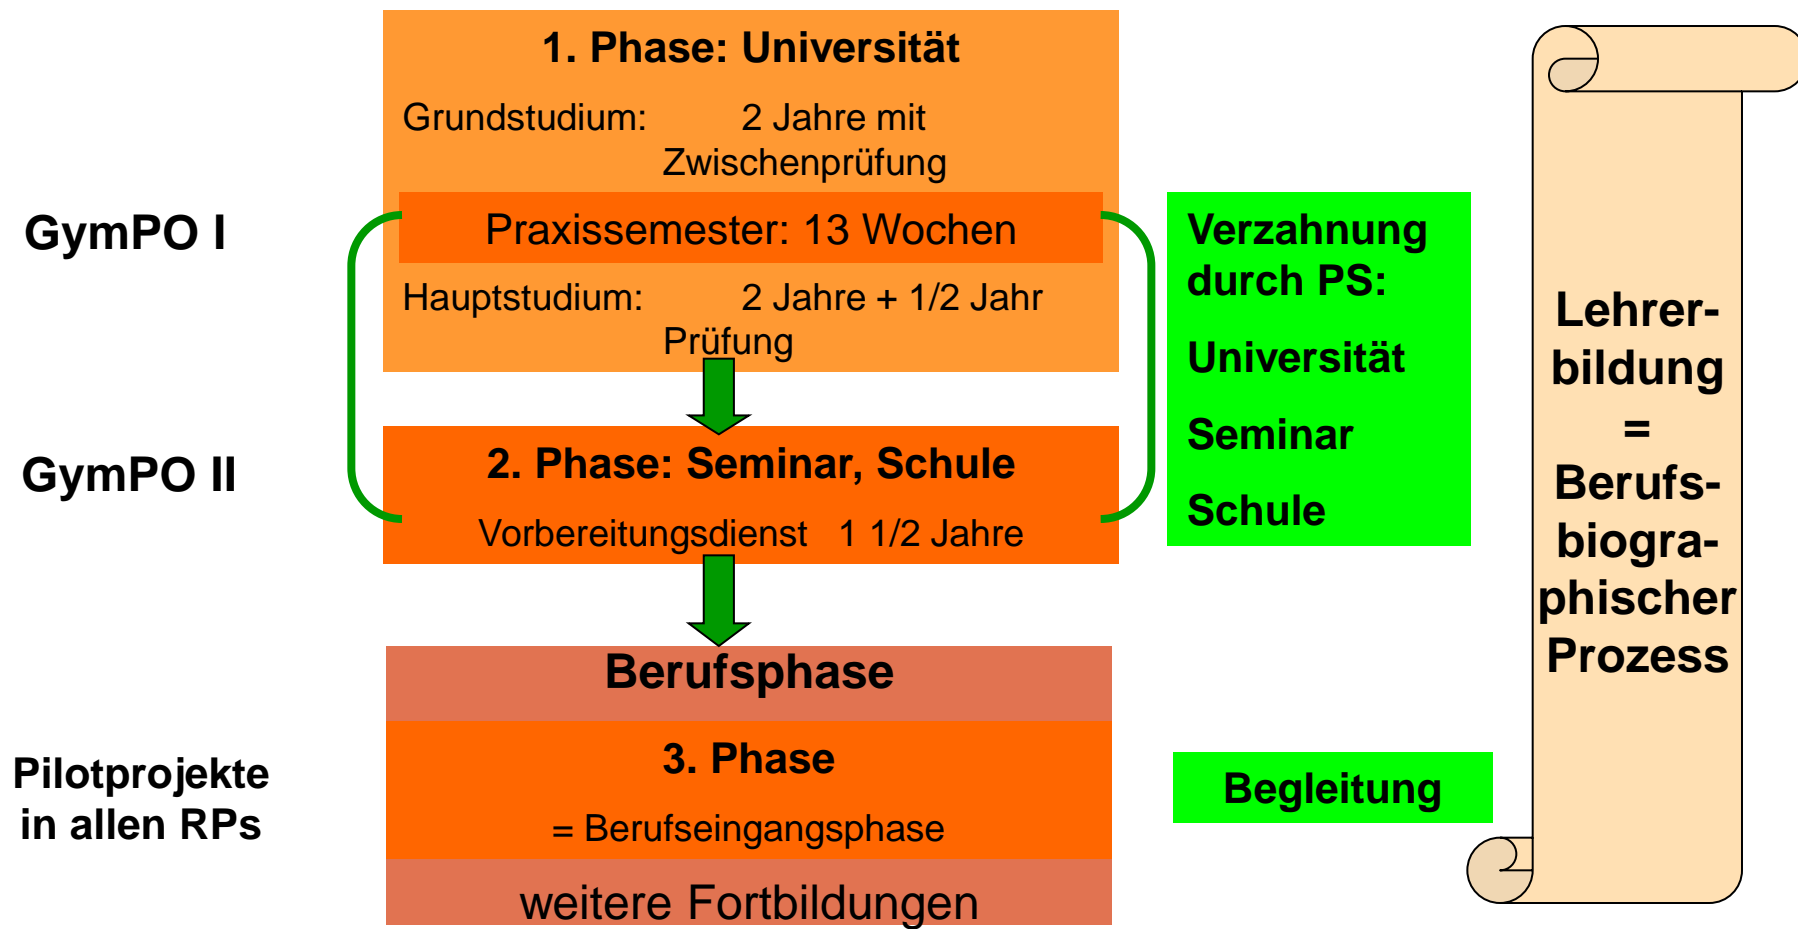 1. Phase: Universität
Grundstudium: 2 Jahre mit
Zwischenprüfung
GymPO I
Praxissemester: 13 Wochen
Hauptstudium: 2 Jahre + 1/2 Jahr
Prüfung
Verzahnung
durch PS:
Universität
Seminar
Schule
GymPO II
2. Phase: Seminar, Schule
Vorbereitungsdienst 1 1/2 Jahre
Berufsphase
Pilotprojekte
in allen RPs
3. Phase
= Berufseingangsphase
Begleitung
weitere Fortbildungen
Lehrer-
bildung
=
Berufs-
biogra-
phischer
Prozess